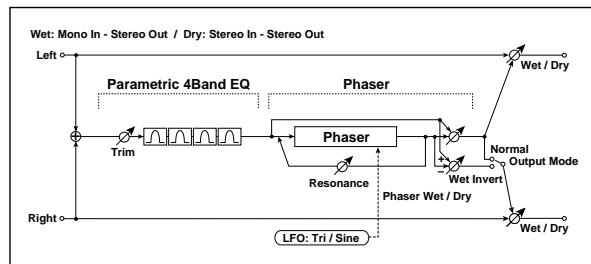 Wet: Mono In - Stereo Out / Dry: Stereo In - Stereo Out
Left
Wet / Dry
Parametric 4Band EQ
Phaser
Phaser
Trim
Resonance
+
−
Normal
Output Mode
Wet Invert
Phaser Wet / Dry
Right
LFO: Tri / Sine
Wet / Dry